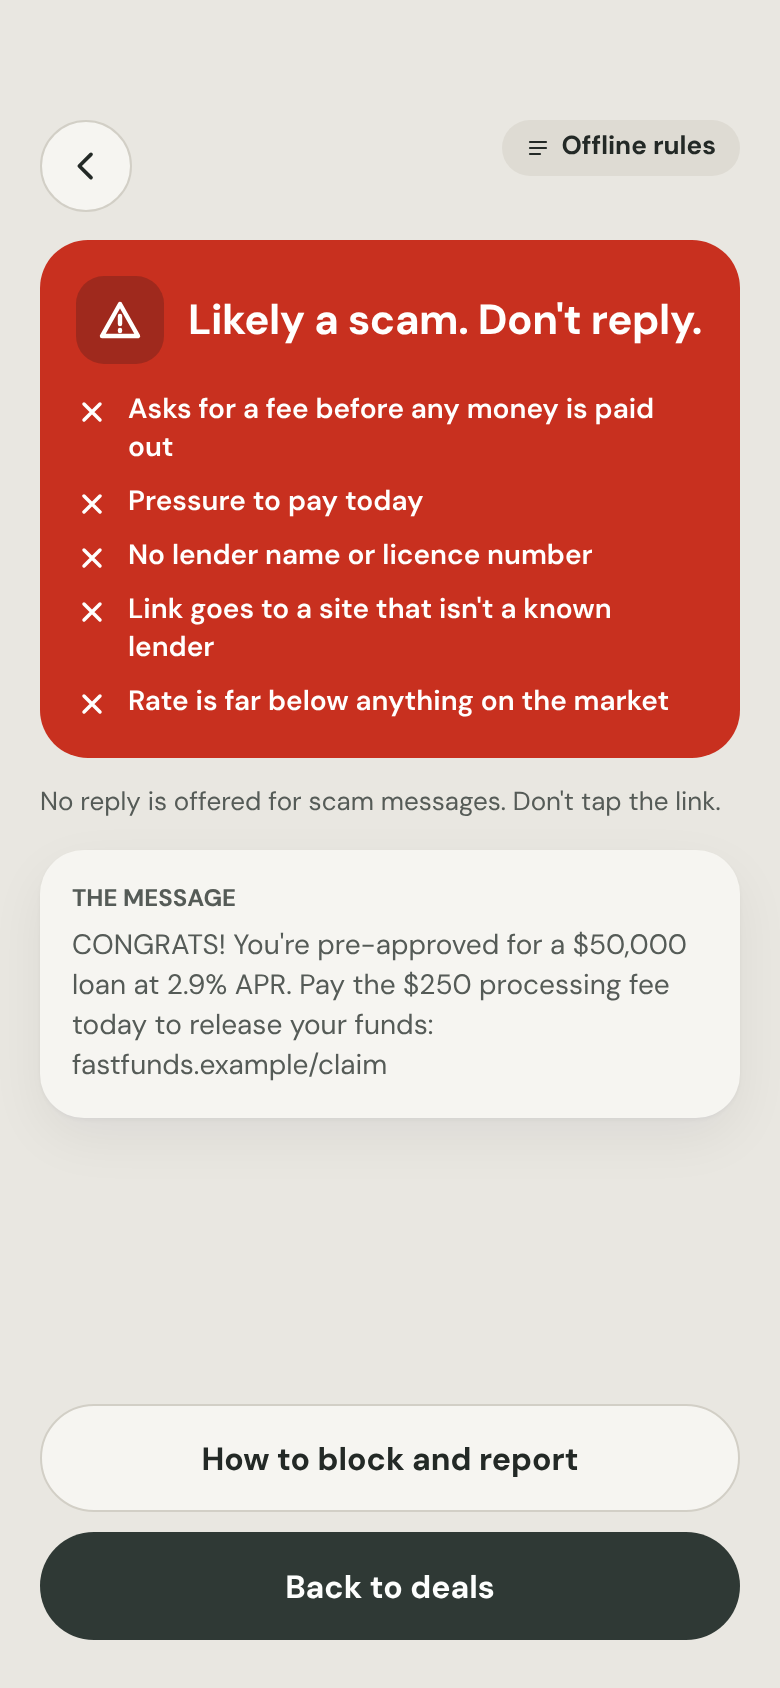 Offline rules
Likely a scam. Don't reply.
Asks for a fee before any money is paid
out
Pressure to pay today
No lender name or licence number
Link goes to a site that isn't a known
lender
Rate is far below anything on the market
No reply is offered for scam messages. Don't tap the link.
THE MESSAGE
CONGRATS! You're pre-approved for a $50,000
loan at 2.9% APR. Pay the $250 processing fee
today to release your funds:
fastfunds.example/claim
How to block and report
Back to deals